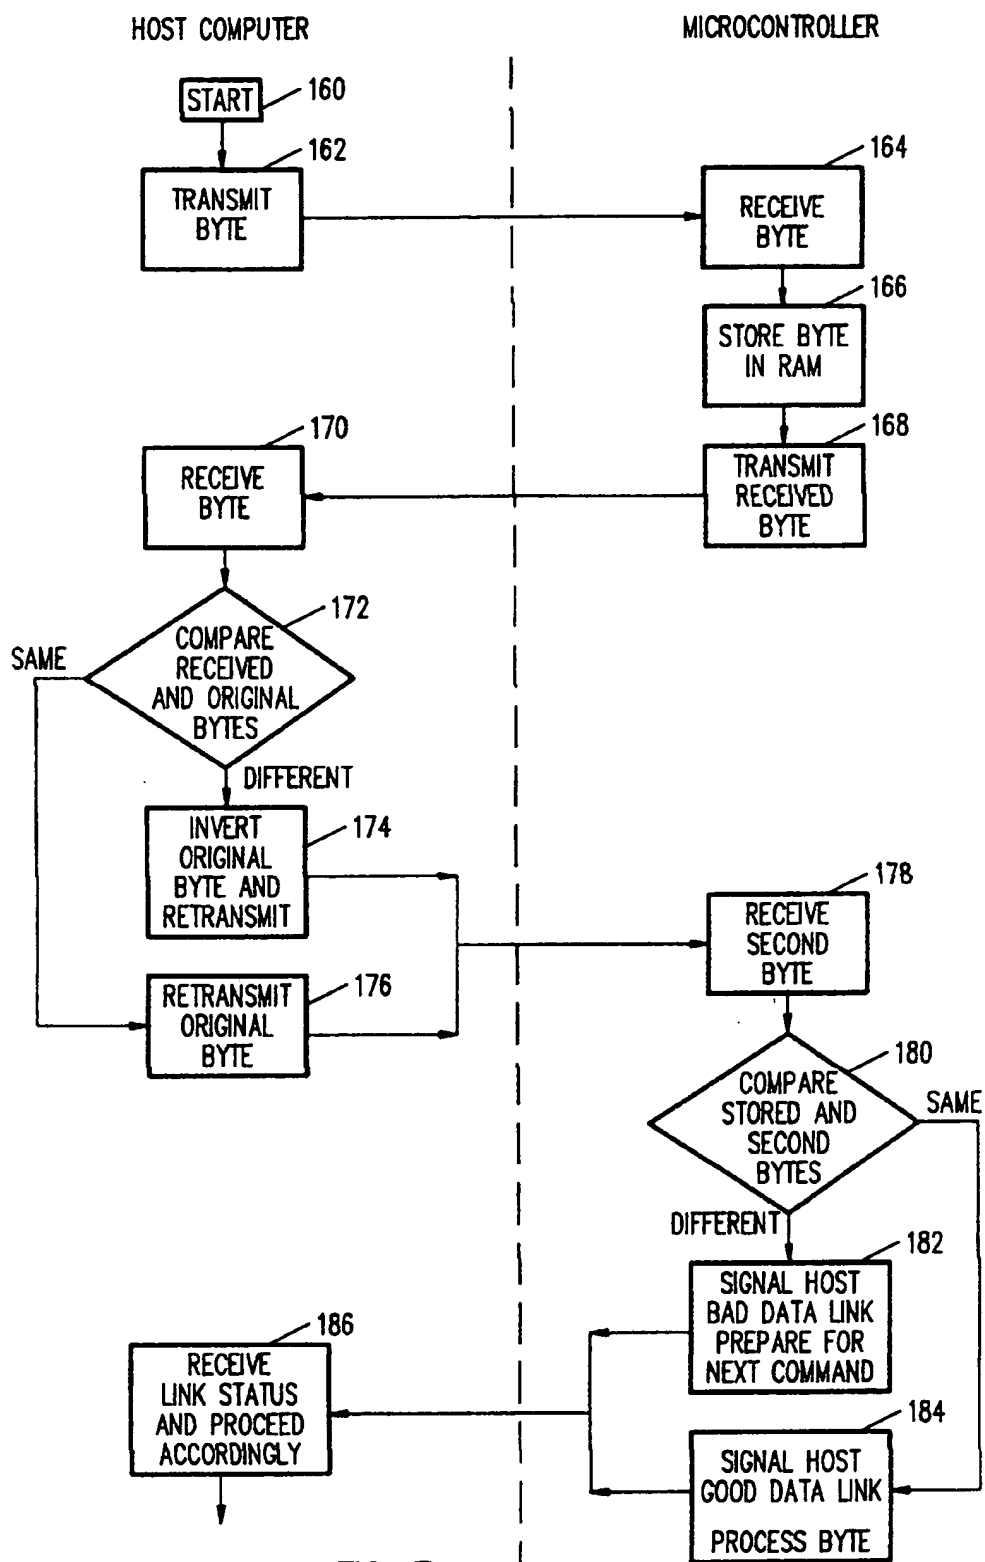 HOST COMPUTER
MICROCONTROLLER
START
160
162
TRANSMIT
BYTE
164
RECEIVE
BYTE
166
STORE BYTE
IN RAM
168
TRANSMIT
RECEIVED
BYTE
170
RECEIVE
BYTE
172
COMPARE
RECEIVED
AND ORIGINAL
BYTES
SAME
DIFFERENT
174
INVERT
ORIGINAL
BYTE AND
RETRANSMIT
176
RETRANSMIT
ORIGINAL
BYTE
178
RECEIVE
SECOND
BYTE
180
COMPARE
STORED AND
SECOND
BYTES
SAME
DIFFERENT
182
SIGNAL HOST
BAD DATA LINK
PREPARE FOR
NEXT COMMAND
184
SIGNAL HOST
GOOD DATA LINK
PROCESS BYTE
186
RECEIVE
LINK STATUS
AND PROCEED
ACCORDINGLY